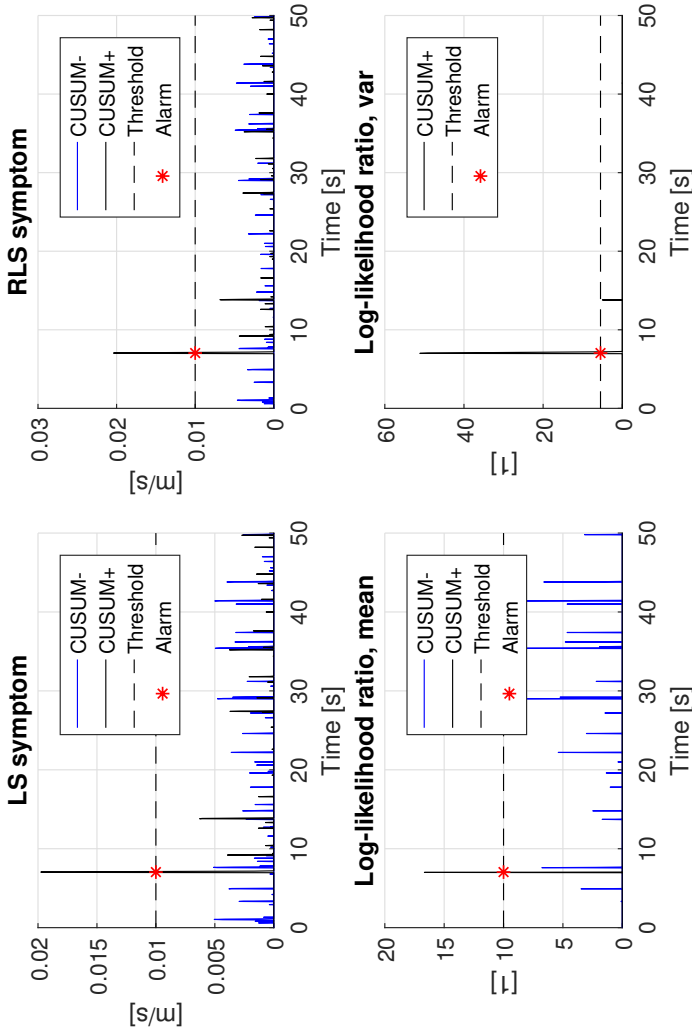 LS symptom
[m/s]
0.02
0.015
0.01
0.005
0
CUSUM-
CUSUM+
Threshold
Alarm
0 10 20 30 40 50
Time [s]
RLS symptom
[m/s]
0.03
0.02
0.01
0
CUSUM-
CUSUM+
Threshold
Alarm
0 10 20 30 40 50
Time [s]
Log-likelihood ratio, mean
[1]
20
15
10
5
0
CUSUM-
CUSUM+
Threshold
Alarm
0 10 20 30 40 50
Time [s]
Log-likelihood ratio, var
[1]
60
40
20
0
CUSUM+
Threshold
Alarm
0 10 20 30 40 50
Time [s]